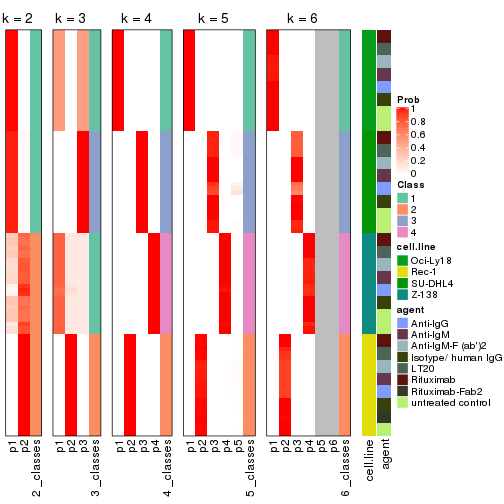 k = 2 k = 3 k = 4 k = 5 k = 6
Prob
1
0.8
0.6
0.4
0.2
0
Class
1
2
3
4
cell.line
Oci-Ly18
Rec-1
SU-DHL4
Z-138
agent
Anti-IgG
Anti-IgM
Anti-IgM-F (ab')2
Isotype/ human IgG
LT20
Rituximab
Rituximab-Fab2
untreated control
p1 p2 2_classes p1 p2 p3 3_classes p1 p2 p3 p4 4_classes p1 p2 p3 p4 p5 5_classes p1 p2 p3 p4 p5 p6 6_classes cell.line agent